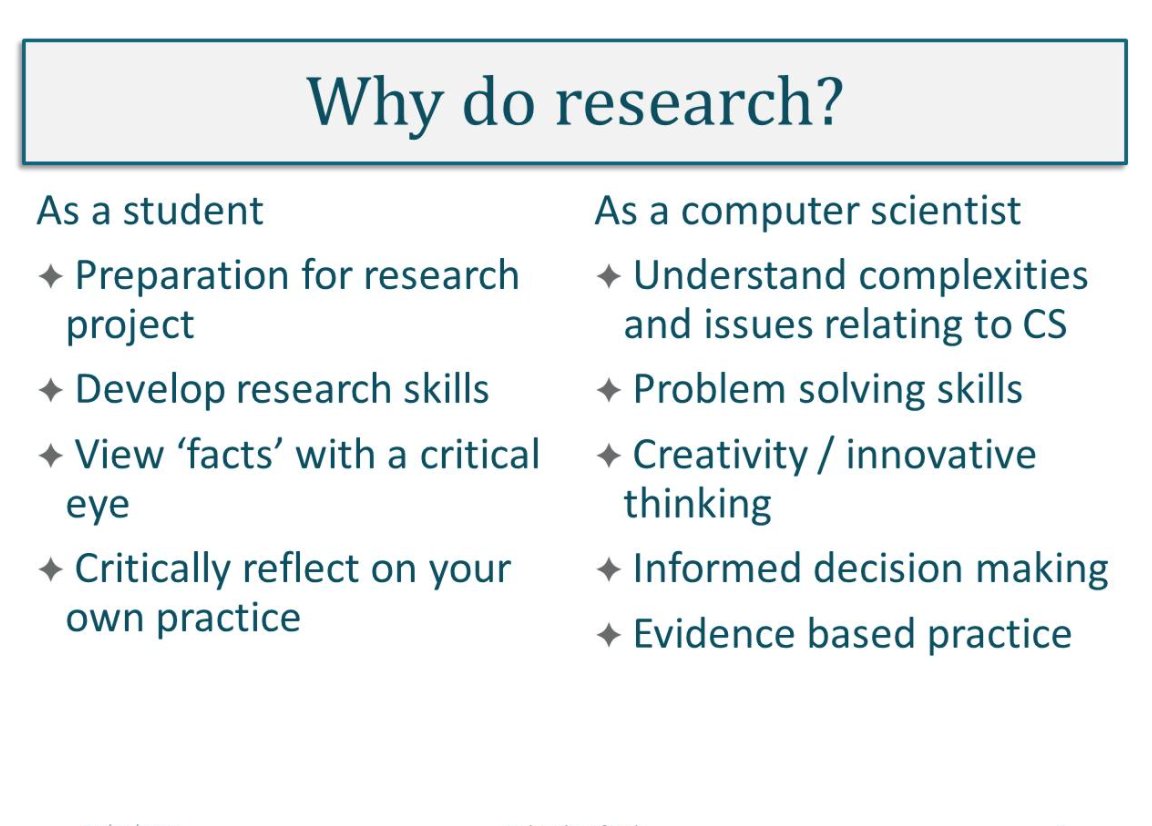 Why do research?
As a student
✦ Preparation for research
project
✦ Develop research skills
✦ View ‘facts’ with a critical
eye
✦ Critically reflect on your
own practice
As a computer scientist
✦ Understand complexities
and issues relating to CS
✦ Problem solving skills
✦ Creativity / innovative
thinking
✦ Informed decision making
✦ Evidence based practice